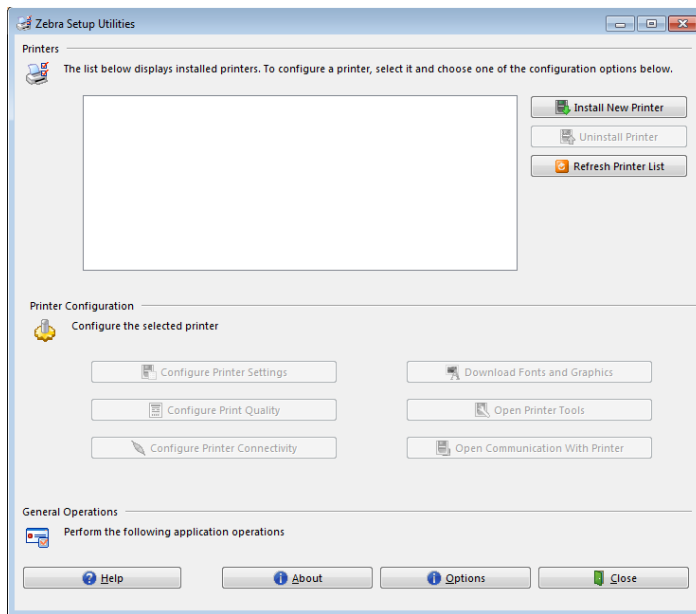 Zebra Setup Utilities
Printers
The list below displays installed printers. To configure a printer, select it and choose one of the configuration options below.
Install New Printer
Uninstall Printer
Refresh Printer List
Printer Configuration
Configure the selected printer
Configure Printer Settings
Download Fonts and Graphics
Configure Print Quality
Open Printer Tools
Configure Printer Connectivity
Open Communication With Printer
General Operations
Perform the following application operations
Help
About
Options
Close